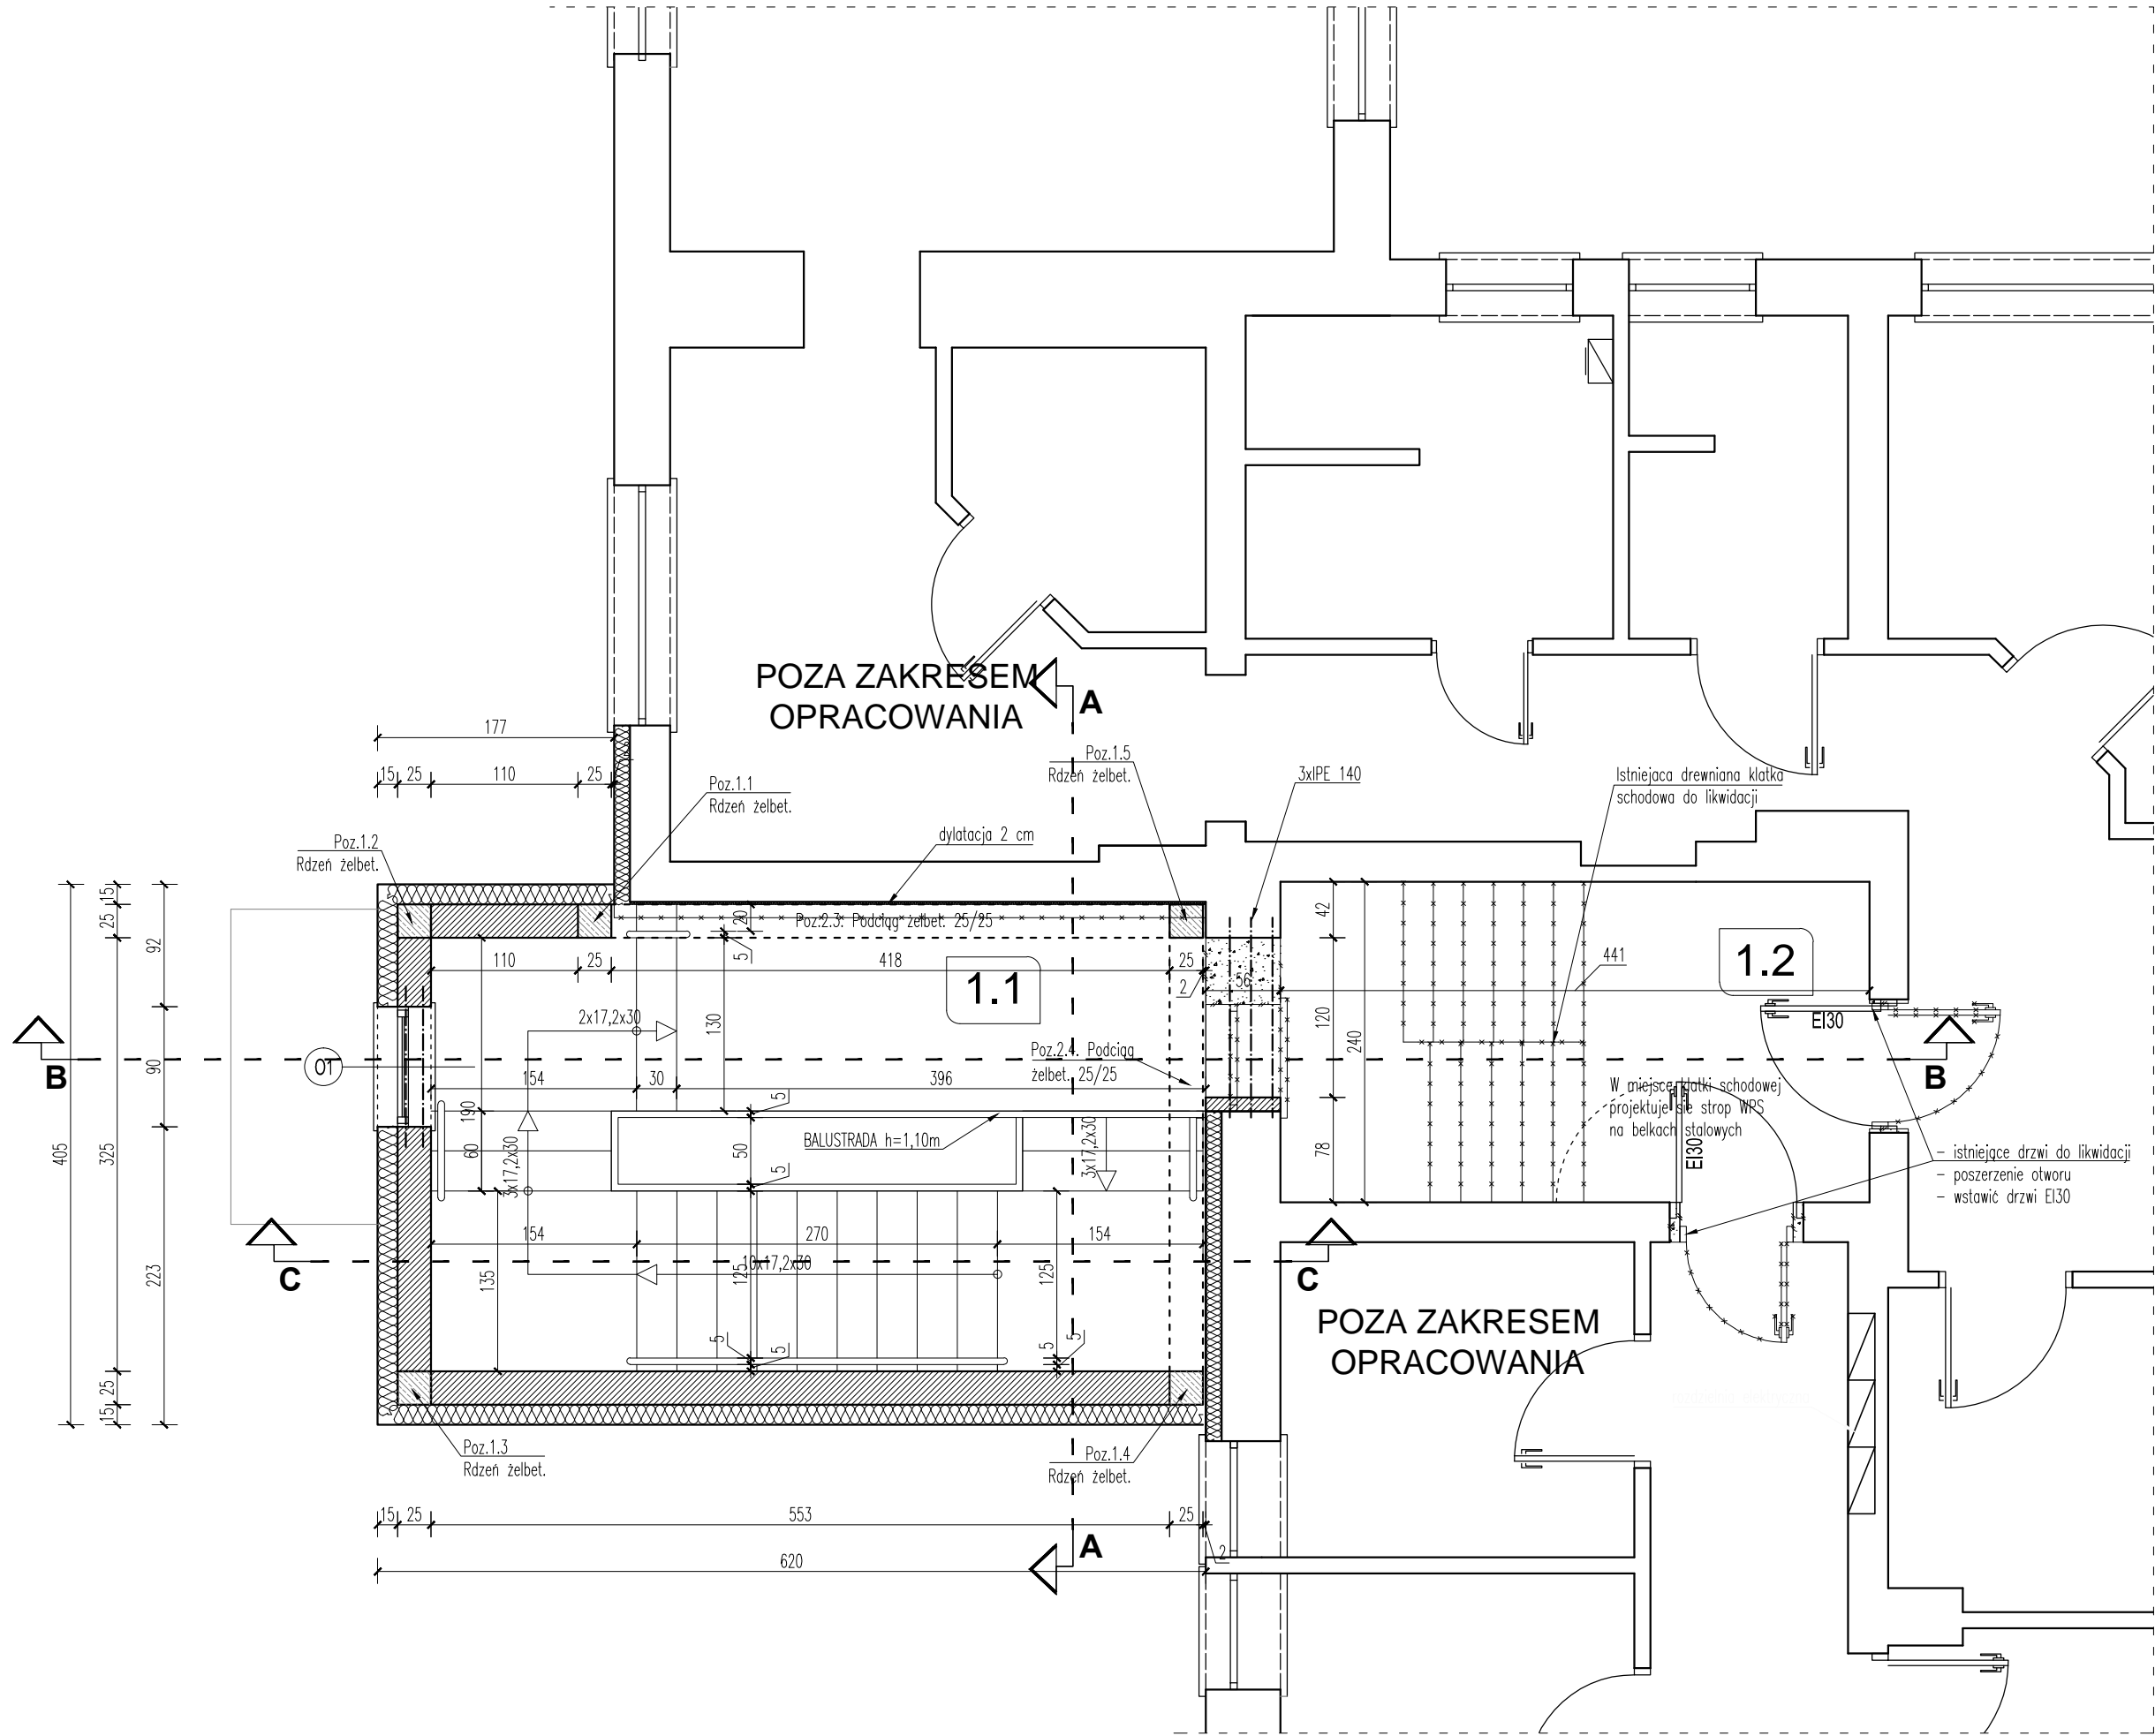 POZA ZAKRESEM
OPRACOWANIA
A
177
15
25
110
25
Poz.1.1
Rdzeń żelbet.
Poz.1.5
Rdzeń żelbet.
3xIPE 140
Istniejaca drewniana klatka
schodowa do likwidacji
Poz.1.2
Rdzeń żelbet.
dylatacja 2 cm
15
25
92
20
Poz.2.3. Podciąg żelbet. 25/25
5
42
110
25
418
25
2
56
441
1.1
1.2
2x17,2x30
130
120
240
EI30
B
01
90
154
30
396
Poz.2.4. Podciąg
żelbet. 25/25
B
W miejsce klatki schodowej
projektuje sie strop WPS
na belkach stalowych
405
325
190
60
3x17,2x30
5
50
5
BALUSTRADA h=1,10m
3x17,2x30
78
EI30
- istniejące drzwi do likwidacji
- poszerzenie otworu
- wstawić drzwi EI30
154
270
154
C
C
223
135
10x17,2x30
125
125
5
5
5
5
POZA ZAKRESEM
OPRACOWANIA
25
15
Poz.1.3
Rdzeń żelbet.
Poz.1.4
Rdzeń żelbet.
15
25
553
25
2
A
620